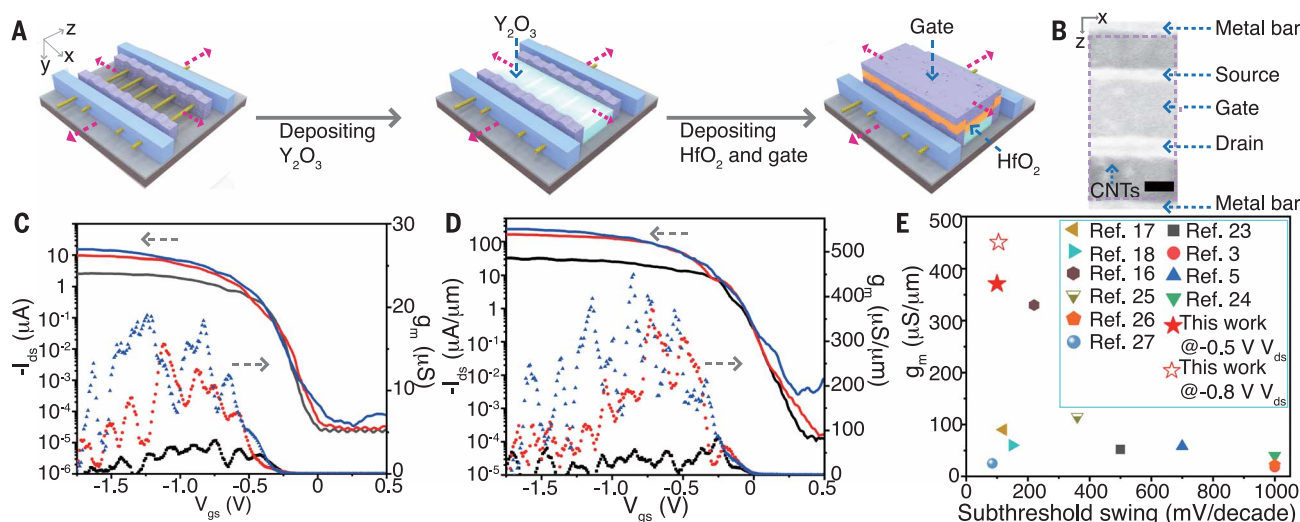 A
z
x
y
Depositing
Y2O3
Y2O3
Depositing
HfO2 and gate
Gate
HfO2
B
x
z
Metal bar
Source
Gate
Drain
CNTs
Metal bar
C
-Ids (μA)
10
1
10-1
10-2
10-3
10-4
10-5
10-6
30
20
10
0
gm (μS)
-1.5
-1.0
-0.5
0
0.5
Vgs (V)
D
-Ids (μA/μm)
100
10
1
10-1
10-2
10-3
10-4
10-5
500
400
300
200
100
0
gm (μS/μm)
-1.5
-1.0
-0.5
0
0.5
Vgs (V)
E
gm (μS/μm)
500
450
350
250
150
50
0
Ref. 17
Ref. 18
Ref. 16
Ref. 25
Ref. 26
Ref. 27
Ref. 23
Ref. 3
Ref. 5
Ref. 24
This work
@-0.5 V Vds
This work
@-0.8 V Vds
0
200
400
600
800
1000
Subthreshold swing (mV/decade)